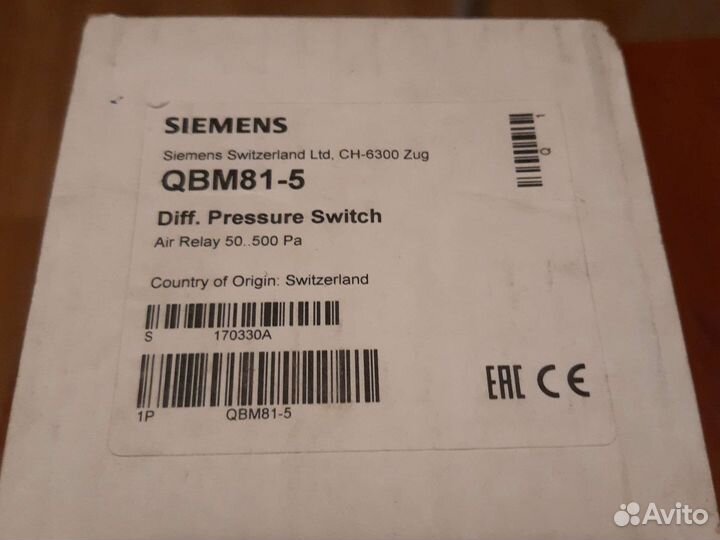 SIEMENS
Siemens Switzerland Ltd, CH-6300 Zug
QBM81-5
Diff. Pressure Switch
Air Relay 50..500 Pa
Country of Origin: Switzerland
S 170330A
1P QBM81-5
Q 1
EAC CE
Avito